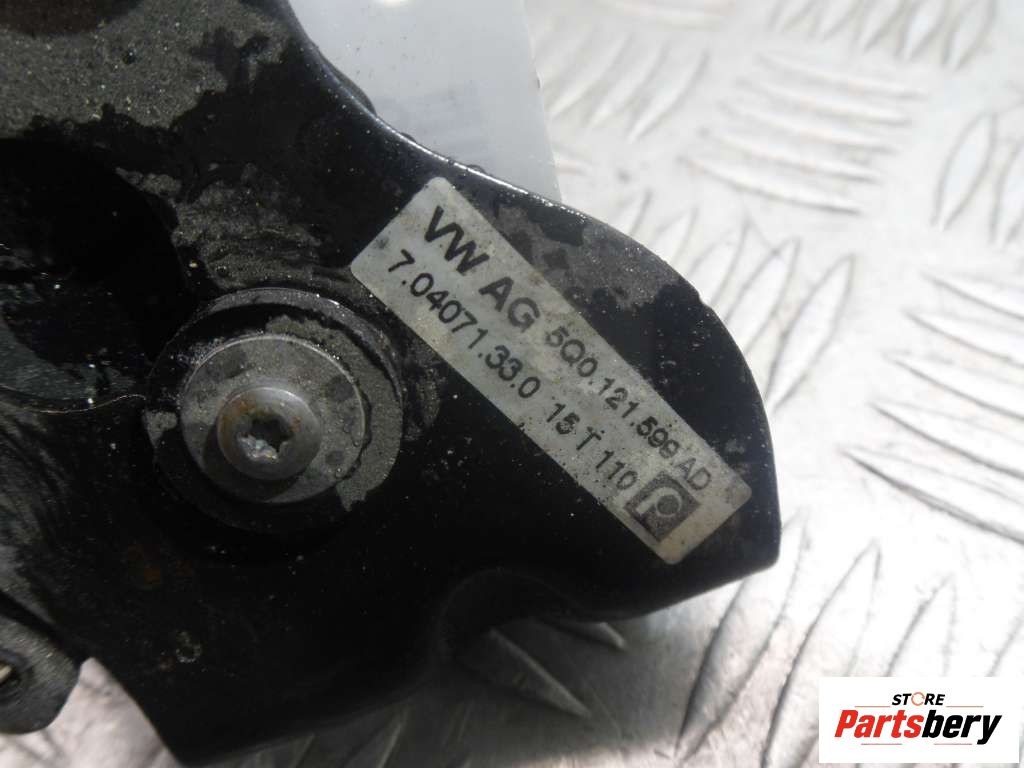 VW AG 5Q0.121.599 AD
7.04071.33.0 15 T 110
STORE
Partsbery